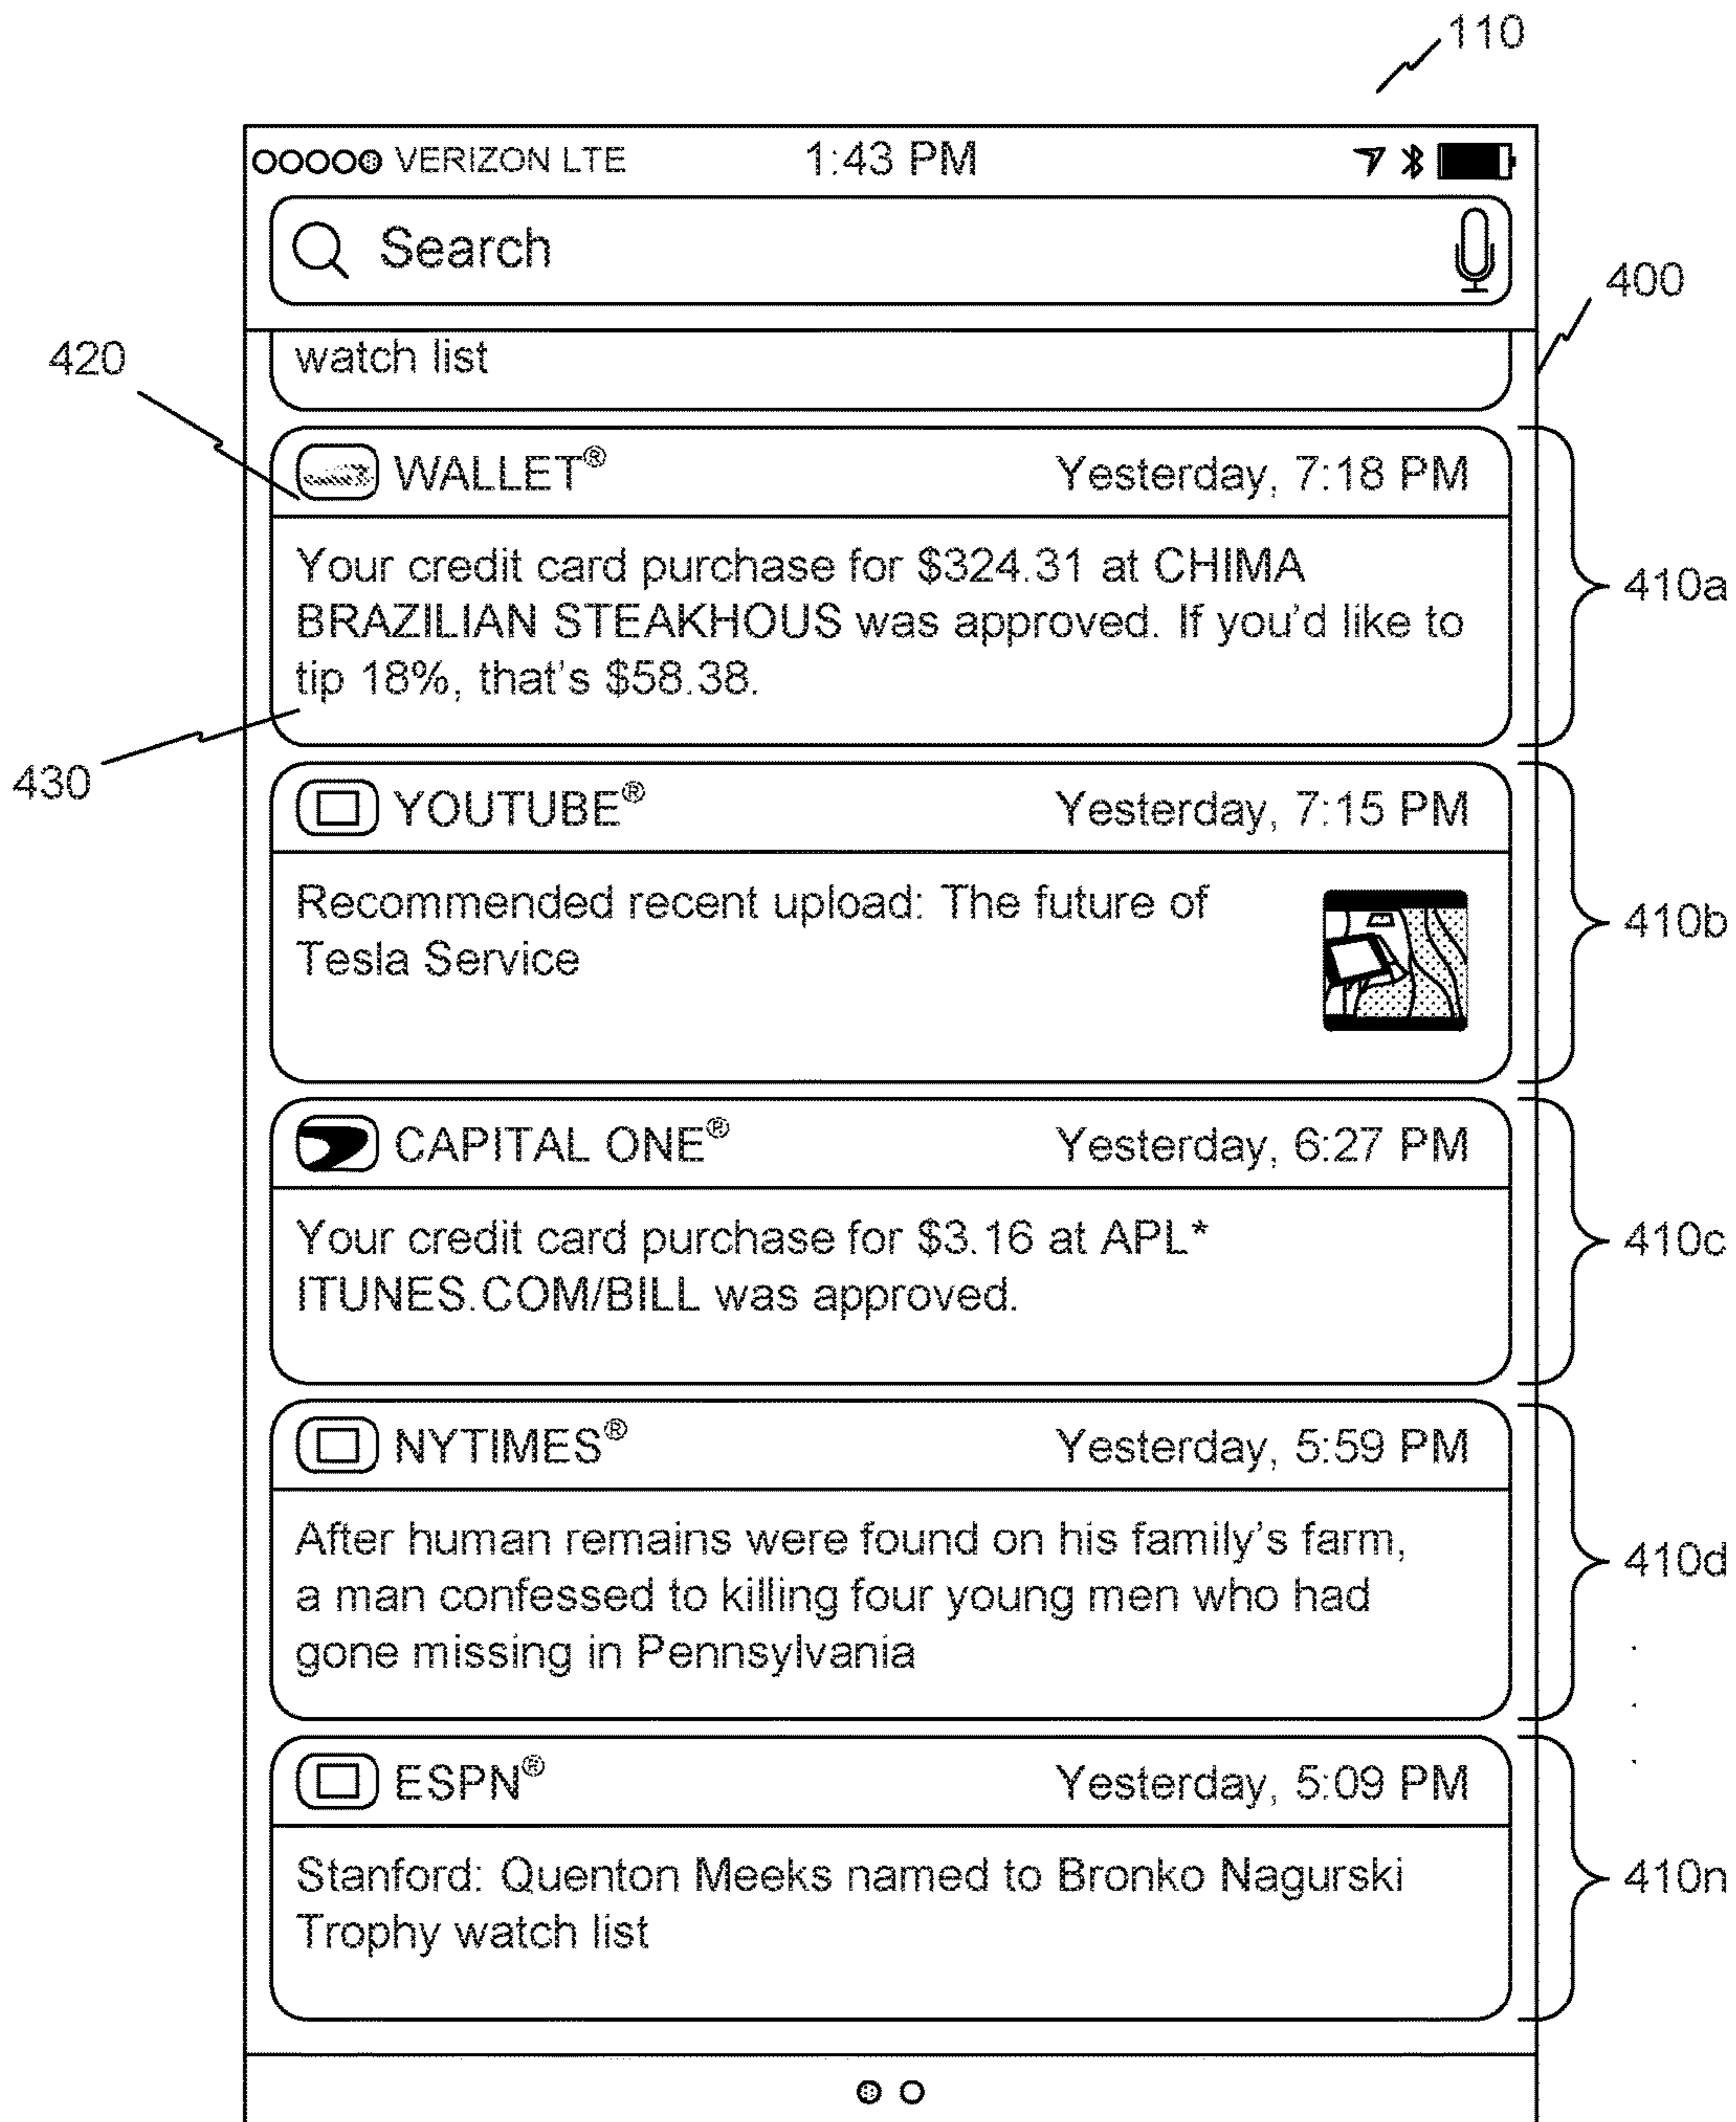 110
VERIZON LTE 1:43 PM
Search
400
420
watch list
WALLET® Yesterday, 7:18 PM
Your credit card purchase for $324.31 at CHIMA
BRAZILIAN STEAKHOUS was approved. If you'd like to
tip 18%, that's $58.38.
410a
430
YOUTUBE® Yesterday, 7:15 PM
Recommended recent upload: The future of
Tesla Service
410b
CAPITAL ONE® Yesterday, 6:27 PM
Your credit card purchase for $3.16 at APL*
ITUNES.COM/BILL was approved.
410c
NYTIMES® Yesterday, 5:59 PM
After human remains were found on his family's farm,
a man confessed to killing four young men who had
gone missing in Pennsylvania
410d
ESPN® Yesterday, 5:09 PM
Stanford: Quenton Meeks named to Bronko Nagurski
Trophy watch list
410n